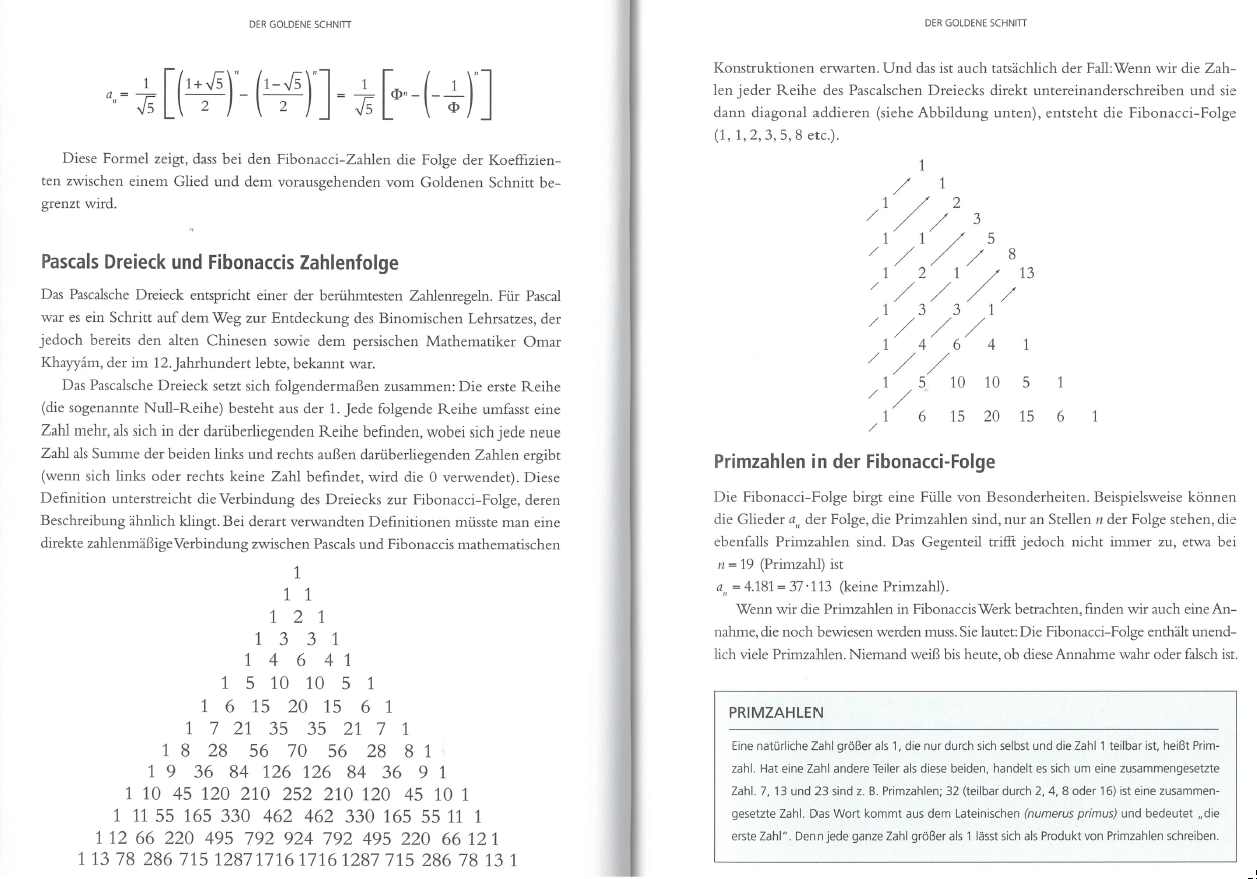 DER GOLDENE SCHNITT
a_n = 1/√5 [((1+√5)/2)^n - ((1-√5)/2)^n] = 1/√5 [Φ^n - (-1/Φ)^n]
Diese Formel zeigt, dass bei den Fibonacci-Zahlen die Folge der Koeffizien-
ten zwischen einem Glied und dem vorausgehenden vom Goldenen Schnitt be-
grenzt wird.
Pascals Dreieck und Fibonaccis Zahlenfolge
Das Pascalsche Dreieck entspricht einer der berühmtesten Zahlenregeln. Für Pascal
war es ein Schritt auf dem Weg zur Entdeckung des Binomischen Lehrsatzes, der
jedoch bereits den alten Chinesen sowie dem persischen Mathematiker Omar
Khayyám, der im 12. Jahrhundert lebte, bekannt war.
Das Pascalsche Dreieck setzt sich folgendermaßen zusammen: Die erste Reihe
(die sogenannte Null-Reihe) besteht aus der 1. Jede folgende Reihe umfasst eine
Zahl mehr, als sich in der darüberliegenden Reihe befinden, wobei sich jede neue
Zahl als Summe der beiden links und rechts außen darüberliegenden Zahlen ergibt
(wenn sich links oder rechts keine Zahl befindet, wird die 0 verwendet). Diese
Definition unterstreicht die Verbindung des Dreiecks zur Fibonacci-Folge, deren
Beschreibung ähnlich klingt. Bei derart verwandten Definitionen müsste man eine
direkte zahlenmäßige Verbindung zwischen Pascals und Fibonaccis mathematischen
1
1 1
1 2 1
1 3 3 1
1 4 6 4 1
1 5 10 10 5 1
1 6 15 20 15 6 1
1 7 21 35 35 21 7 1
1 8 28 56 70 56 28 8 1
1 9 36 84 126 126 84 36 9 1
1 10 45 120 210 252 210 120 45 10 1
1 11 55 165 330 462 462 330 165 55 11 1
1 12 66 220 495 792 924 792 495 220 66 12 1
1 13 78 286 715 1287 1716 1716 1287 715 286 78 13 1
DER GOLDENE SCHNITT
Konstruktionen erwarten. Und das ist auch tatsächlich der Fall: Wenn wir die Zah-
len jeder Reihe des Pascalschen Dreiecks direkt untereinanderschreiben und sie
dann diagonal addieren (siehe Abbildung unten), entsteht die Fibonacci-Folge
(1, 1, 2, 3, 5, 8 etc.).
1
1
1 2
3
1 1 5
8
1 2 1 13
1 3 3 1
1 4 6 4 1
1 5 10 10 5 1
1 6 15 20 15 6 1
Primzahlen in der Fibonacci-Folge
Die Fibonacci-Folge birgt eine Fülle von Besonderheiten. Beispielsweise können
die Glieder a_n der Folge, die Primzahlen sind, nur an Stellen n der Folge stehen, die
ebenfalls Primzahlen sind. Das Gegenteil trifft jedoch nicht immer zu, etwa bei
n = 19 (Primzahl) ist
a_n = 4.181 = 37·113 (keine Primzahl).
Wenn wir die Primzahlen in Fibonaccis Werk betrachten, finden wir auch eine An-
nahme, die noch bewiesen werden muss. Sie lautet: Die Fibonacci-Folge enthält unend-
lich viele Primzahlen. Niemand weiß bis heute, ob diese Annahme wahr oder falsch ist.
PRIMZAHLEN
Eine natürliche Zahl größer als 1, die nur durch sich selbst und die Zahl 1 teilbar ist, heißt Prim-
zahl. Hat eine Zahl andere Teiler als diese beiden, handelt es sich um eine zusammengesetzte
Zahl. 7, 13 und 23 sind z. B. Primzahlen; 32 (teilbar durch 2, 4, 8 oder 16) ist eine zusammen-
gesetzte Zahl. Das Wort kommt aus dem Lateinischen (numerus primus) und bedeutet „die
erste Zahl". Denn jede ganze Zahl größer als 1 lässt sich als Produkt von Primzahlen schreiben.